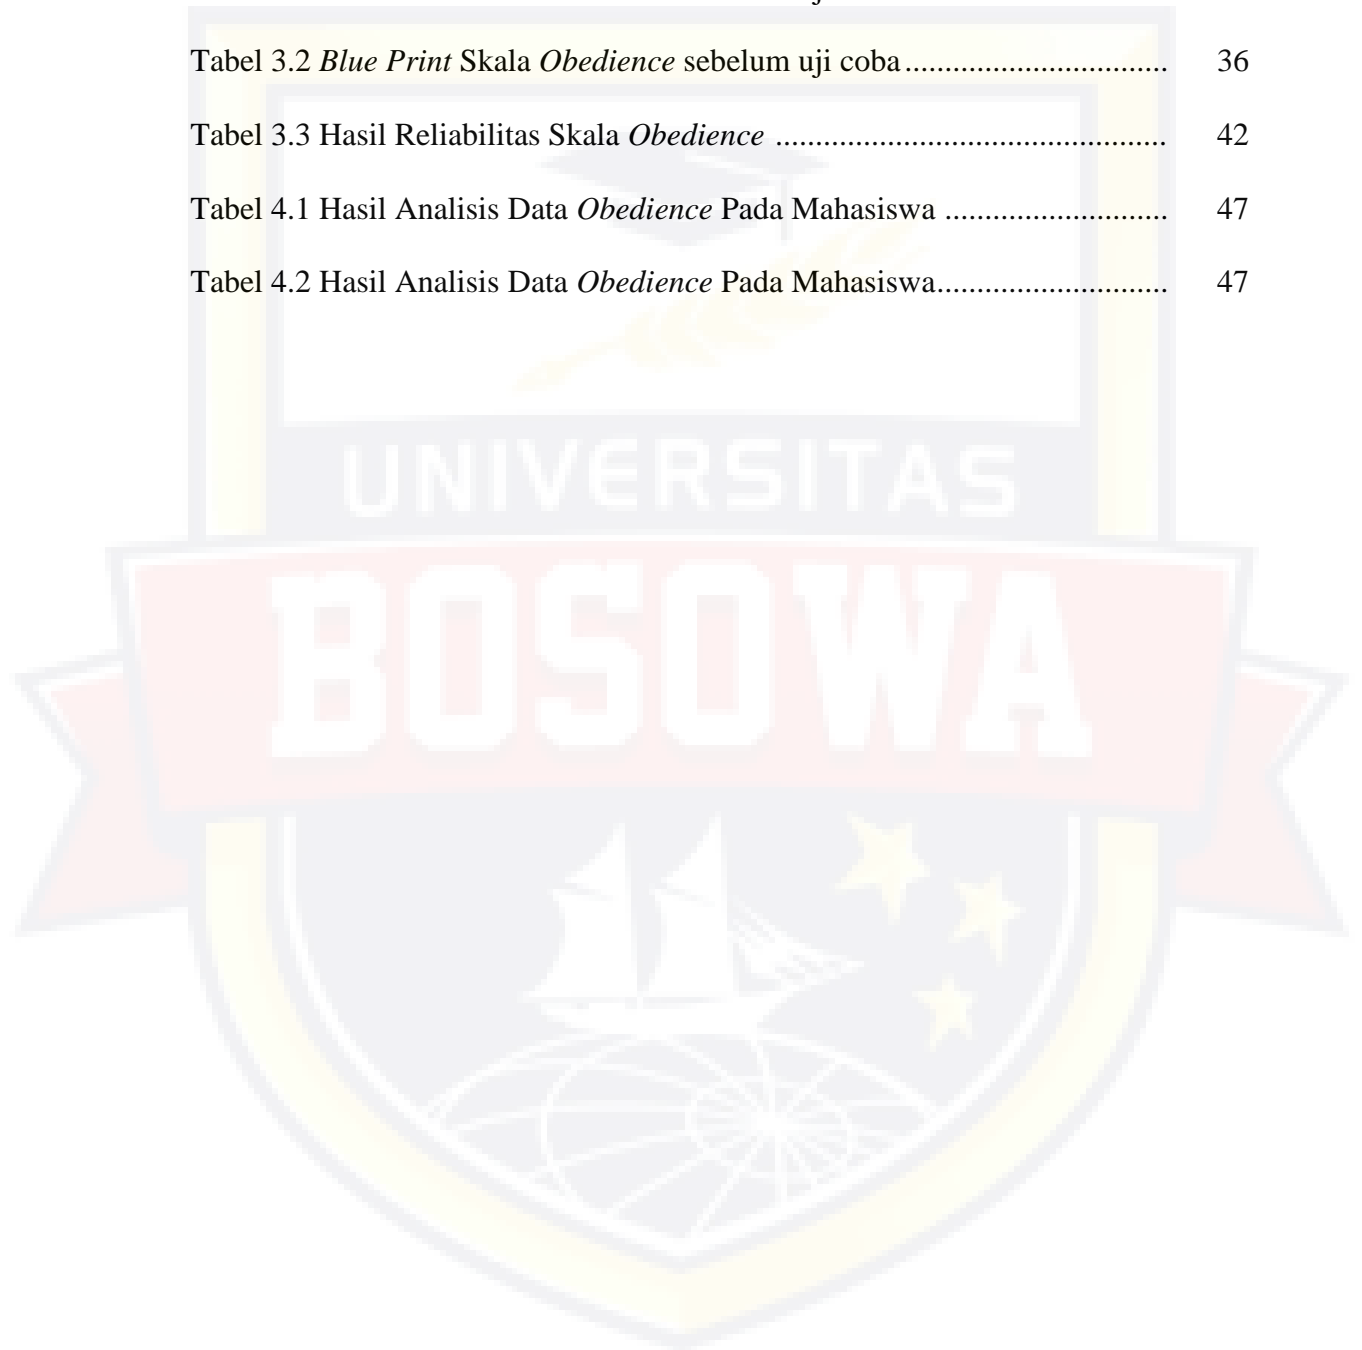 Tabel 3.2 Blue Print Skala Obedience sebelum uji coba................................ 36
Tabel 3.3 Hasil Reliabilitas Skala Obedience ............................................... 42
Tabel 4.1 Hasil Analisis Data Obedience Pada Mahasiswa ........................... 47
Tabel 4.2 Hasil Analisis Data Obedience Pada Mahasiswa............................ 47
UNIVERSITAS
BOSOWA